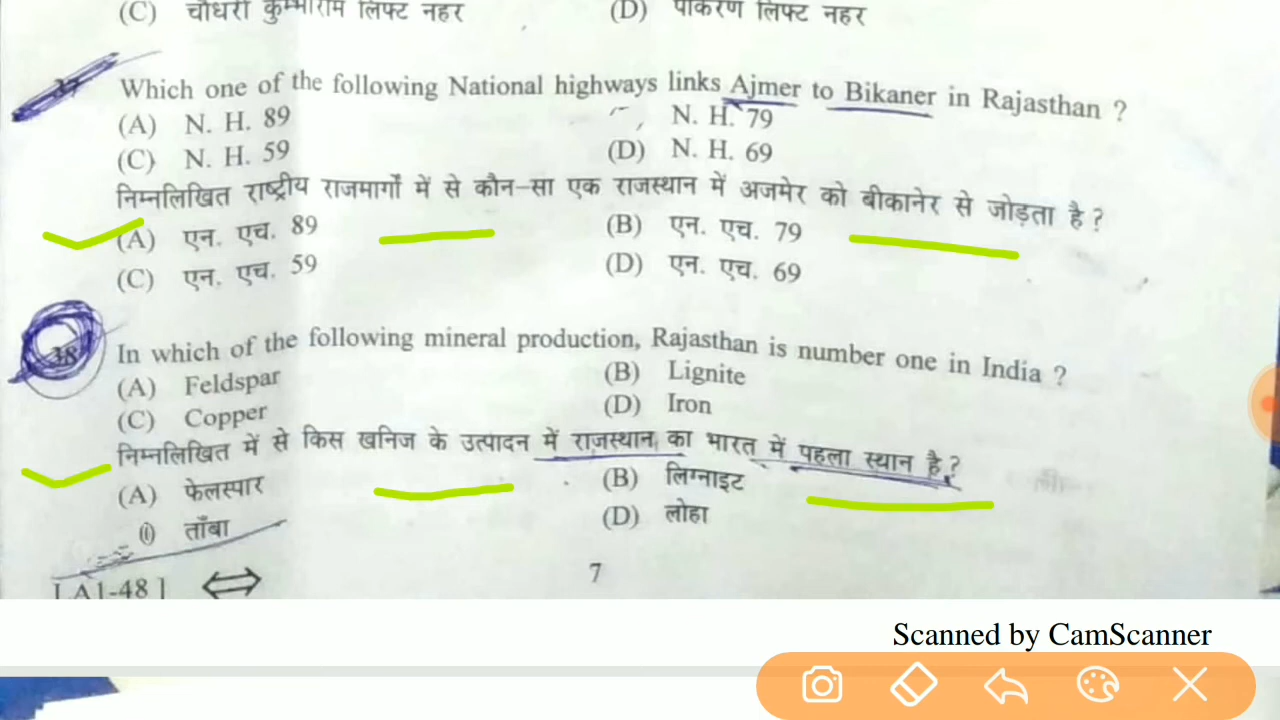 (C) चौधरी कुम्भाराम लिफ्ट नहर (D) पोकरण लिफ्ट नहर
Which one of the following National highways links Ajmer to Bikaner in Rajasthan ?
(A) N. H. 89 N. H. 79
(C) N. H. 59 (D) N. H. 69
निम्नलिखित राष्ट्रीय राजमार्गों में से कौन-सा एक राजस्थान में अजमेर को बीकानेर से जोड़ता है ?
(A) एन. एच. 89 (B) एन. एच. 79
(C) एन. एच. 59 (D) एन. एच. 69
38 In which of the following mineral production, Rajasthan is number one in India ?
(A) Feldspar (B) Lignite
(C) Copper (D) Iron
निम्नलिखित में से किस खनिज के उत्पादन में राजस्थान का भारत में पहला स्थान है ?
(A) फेलस्पार (B) लिग्नाइट
ताँबा (D) लोहा
[ A1-48 ] 7
Scanned by CamScanner